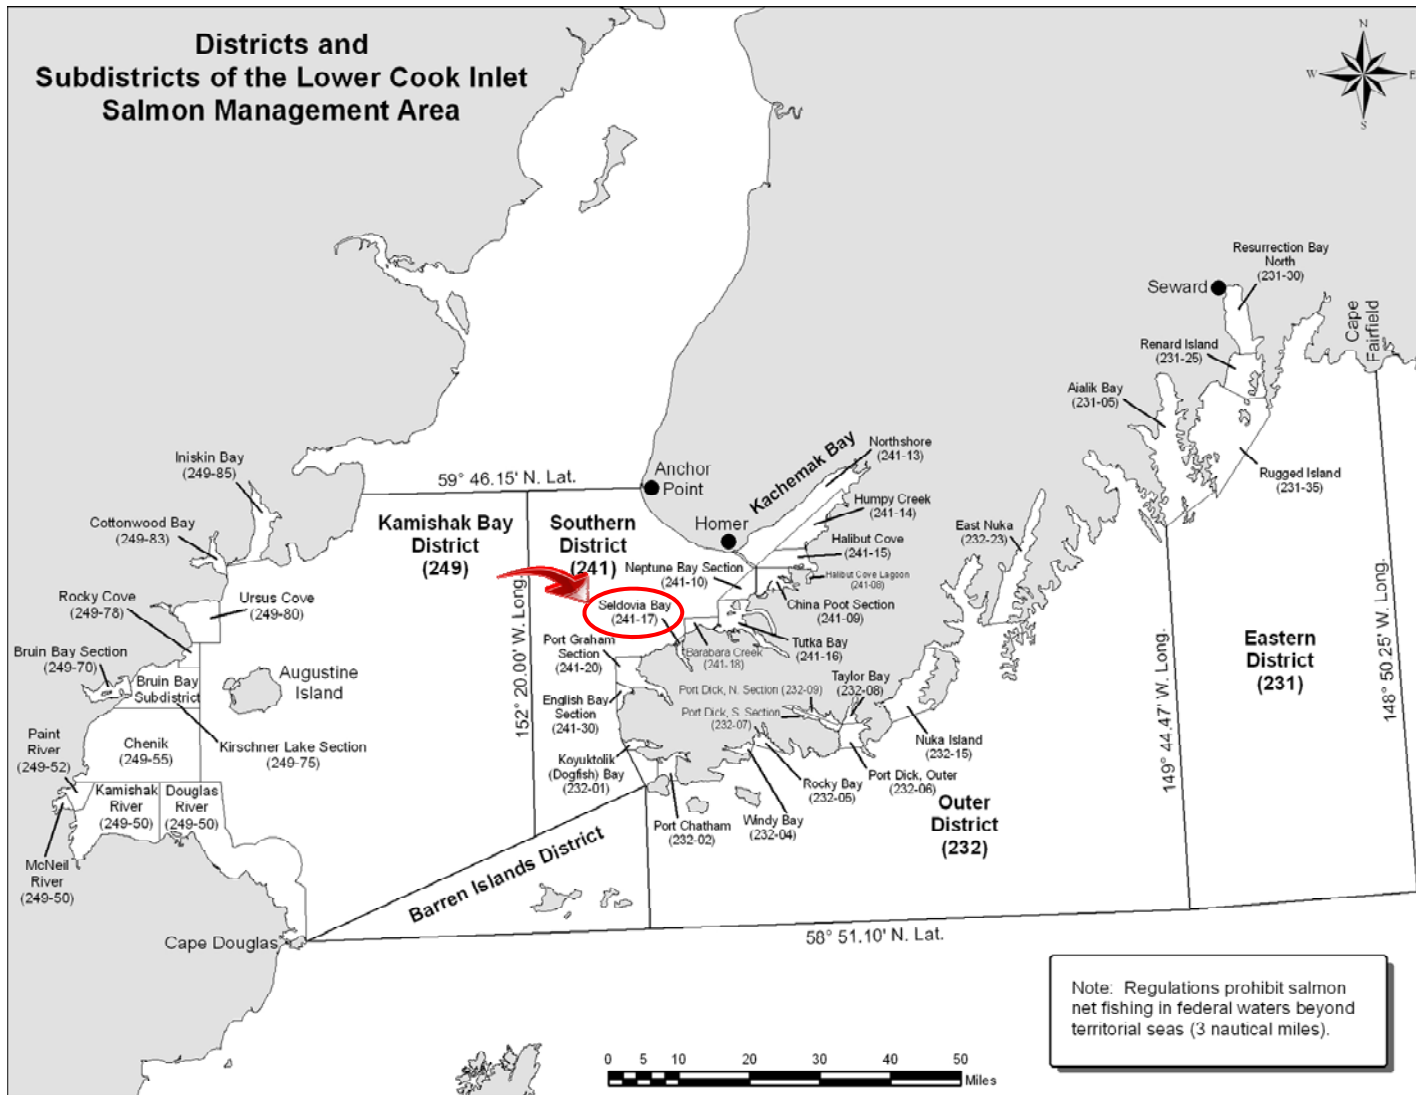 Districts and
Subdistricts of the Lower Cook Inlet
Salmon Management Area
N
W
E
S
Resurrection Bay
North
(231-30)
Seward
Cape
Fairfield
Renard Island
(231-25)
Aialik Bay
(231-05)
Rugged Island
(231-35)
Iniskin Bay
(249-85)
59° 46.15' N. Lat.
Anchor
Point
Kachemak Bay
Northshore
(241-13)
Humpy Creek
(241-14)
Cottonwood Bay
(249-83)
Kamishak Bay
District
(249)
Southern
District
(241)
Homer
Halibut Cove
(241-15)
East Nuka
(232-23)
Neptune Bay Section
(241-10)
Halibut Cove Lagoon
(241-08)
Rocky Cove
(249-78)
Ursus Cove
(249-80)
Seldovia Bay
(241-17)
China Poot Section
(241-09)
152° 20.00' W. Long.
Port Graham
Section
(241-20)
Barabara Creek
(241-18)
Tutka Bay
(241-16)
Bruin Bay Section
(249-70)
Bruin Bay
Subdistrict
Augustine
Island
Port Dick, N. Section (232-09)
Taylor Bay
(232-08)
Eastern
District
(231)
149° 44.47' W. Long.
148° 50.25' W. Long.
English Bay
Section
(241-30)
Port Dick, S. Section
(232-07)
Paint
River
(249-52)
Chenik
(249-55)
Kirschner Lake Section
(249-75)
Nuka Island
(232-15)
Koyuktolik
(Dogfish) Bay
(232-01)
Rocky Bay
(232-05)
Port Dick, Outer
(232-06)
Kamishak
River
(249-50)
Douglas
River
(249-50)
Port Chatham
(232-02)
Windy Bay
(232-04)
Outer
District
(232)
McNeil
River
(249-50)
Barren Islands District
Cape Douglas
58° 51.10' N. Lat.
Note: Regulations prohibit salmon
net fishing in federal waters beyond
territorial seas (3 nautical miles).
0 5 10 20 30 40 50
Miles